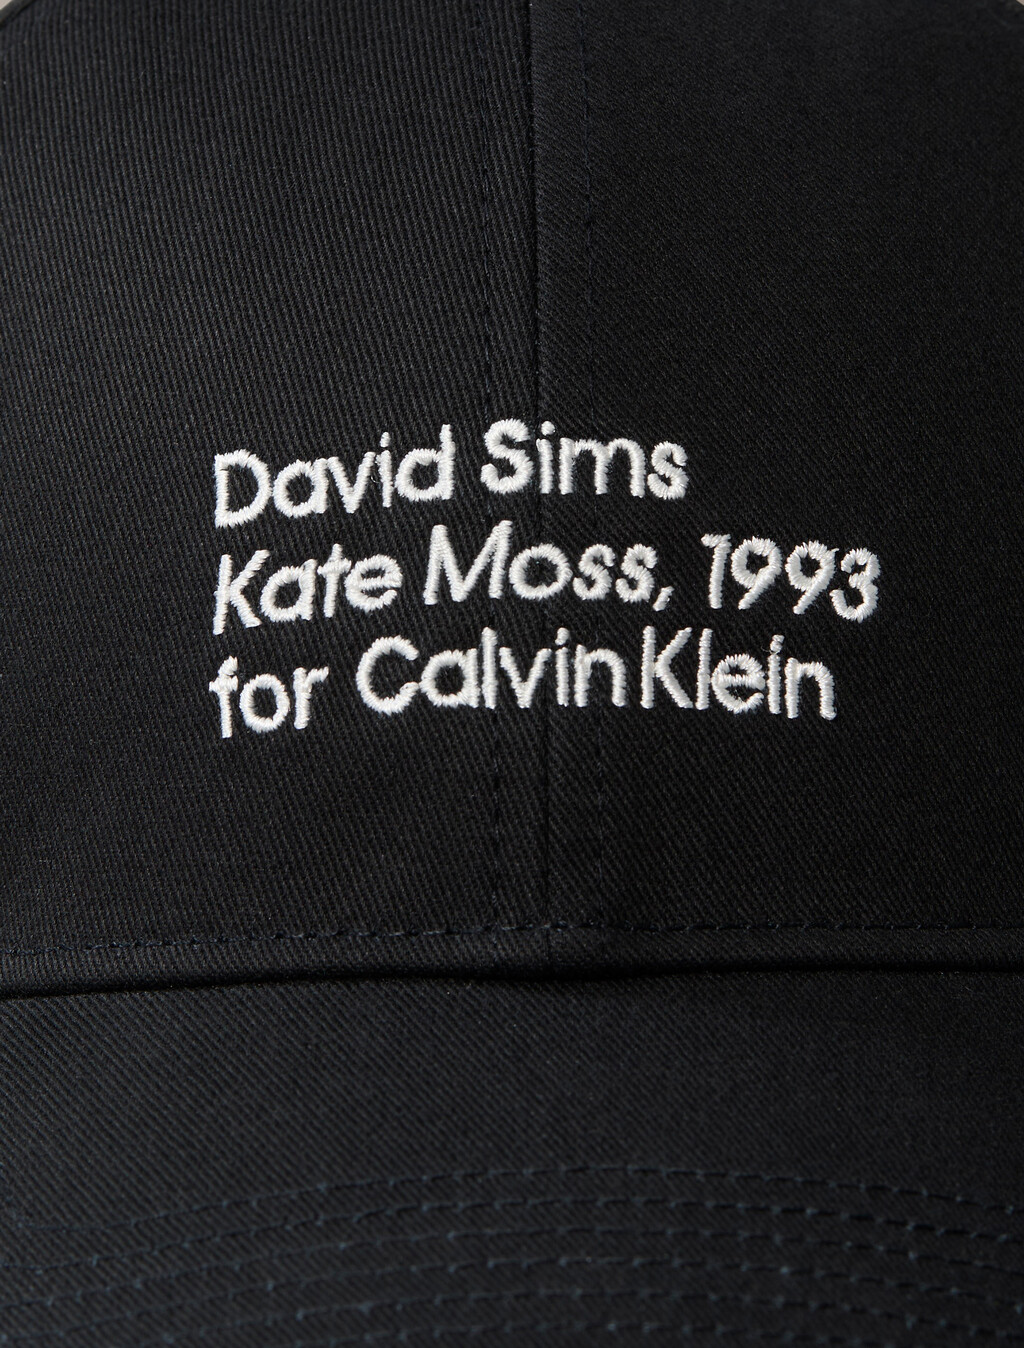 David Sims
Kate Moss, 1993
for Calvin Klein